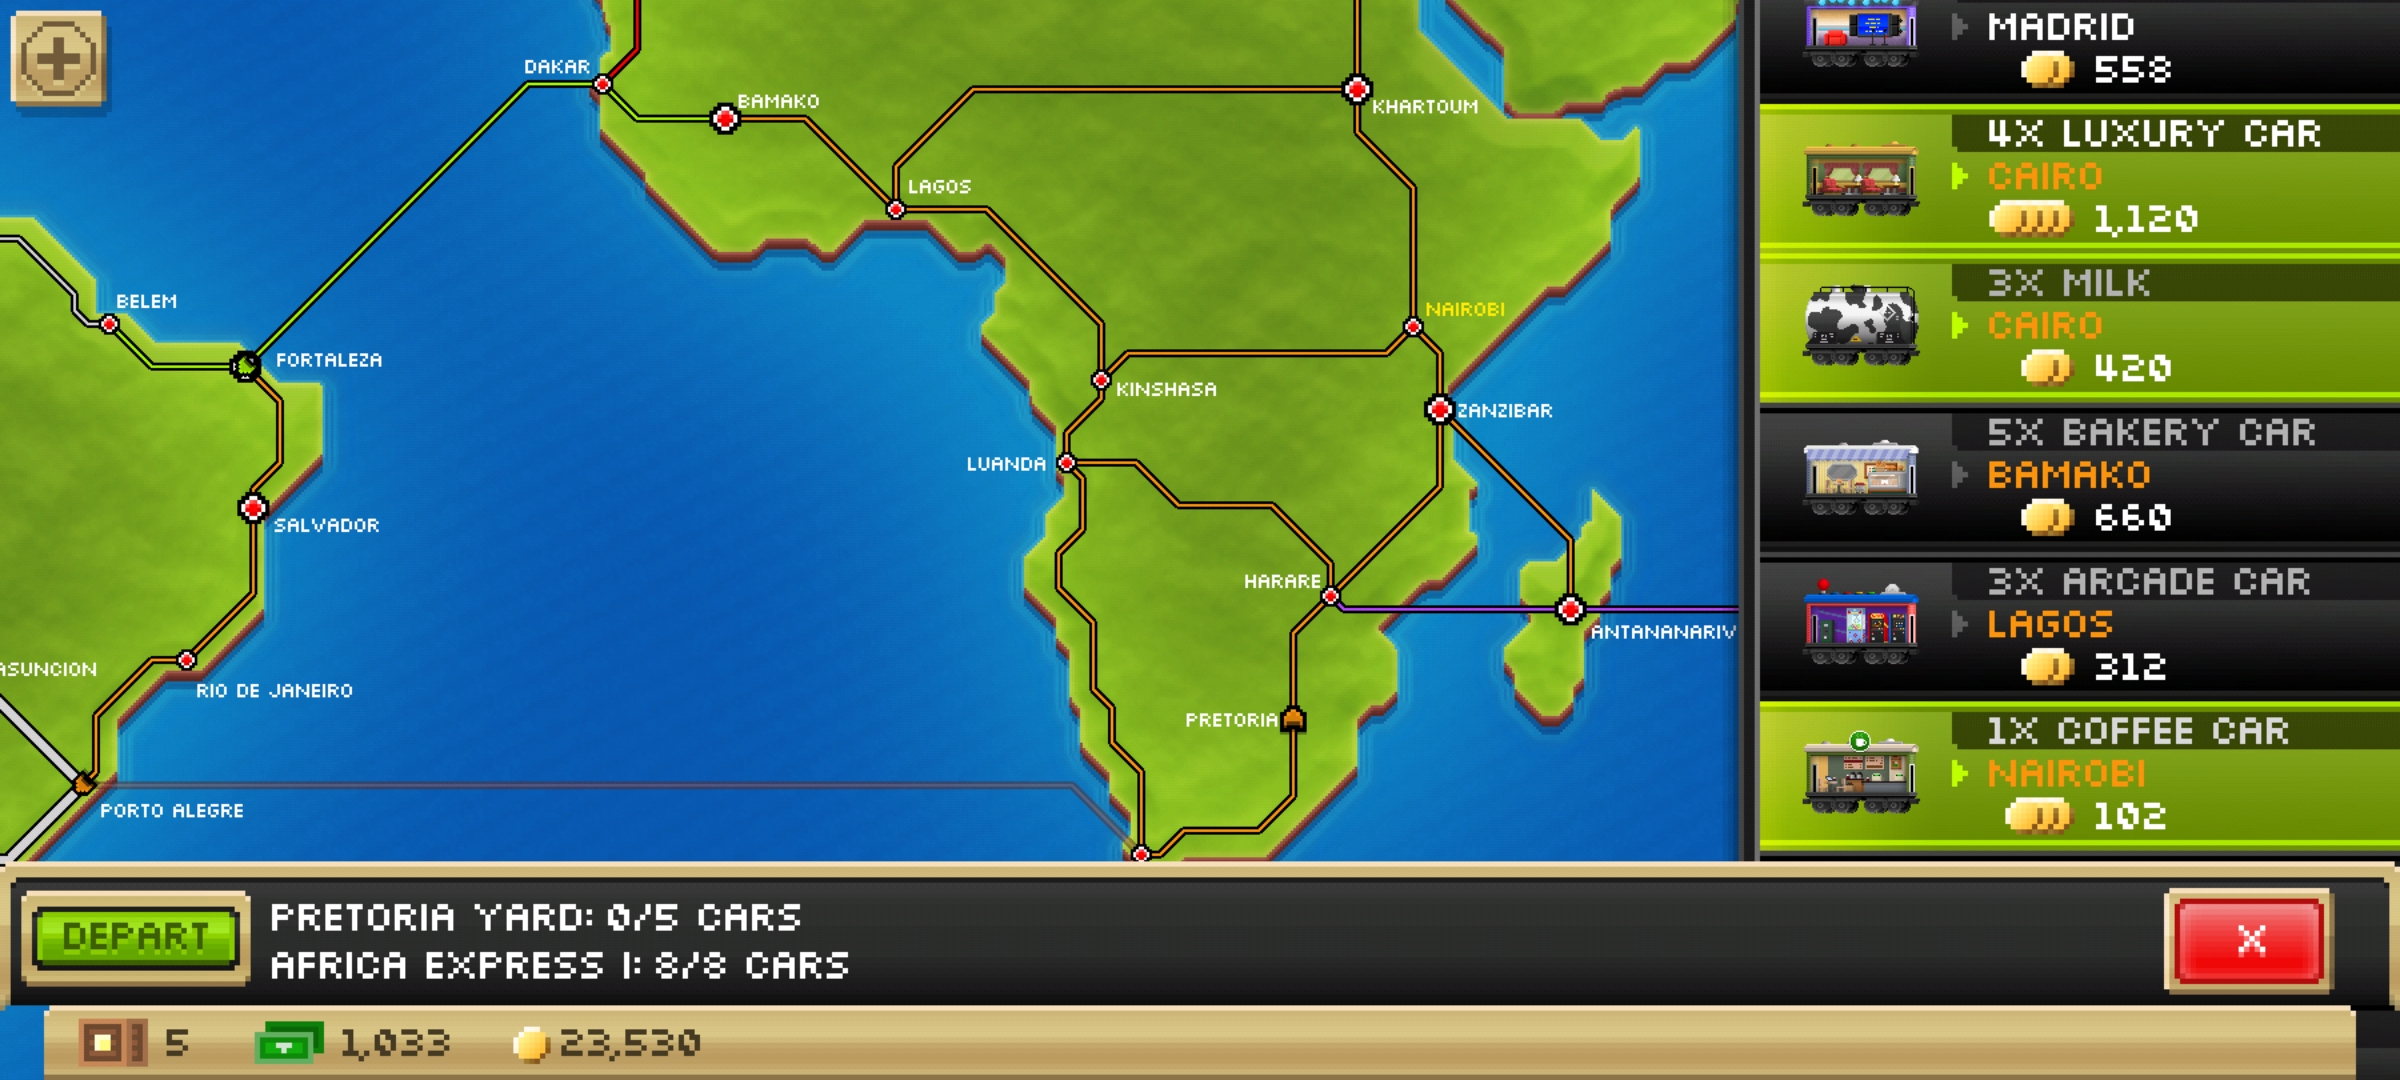 DAKAR
BAMAKO
KHARTOUM
LAGOS
BELEM
NAIROBI
FORTALEZA
KINSHASA
ZANZIBAR
LUANDA
SALVADOR
HARARE
ANTANANARIV
ASUNCION
RIO DE JANEIRO
PRETORIA
PORTO ALEGRE
MADRID
558
4X LUXURY CAR
CAIRO
1,120
3X MILK
CAIRO
420
5X BAKERY CAR
BAMAKO
660
3X ARCADE CAR
LAGOS
312
1X COFFEE CAR
NAIROBI
102
DEPART
PRETORIA YARD: 0/5 CARS
AFRICA EXPRESS I: 8/8 CARS
X
5
1,033
23,530